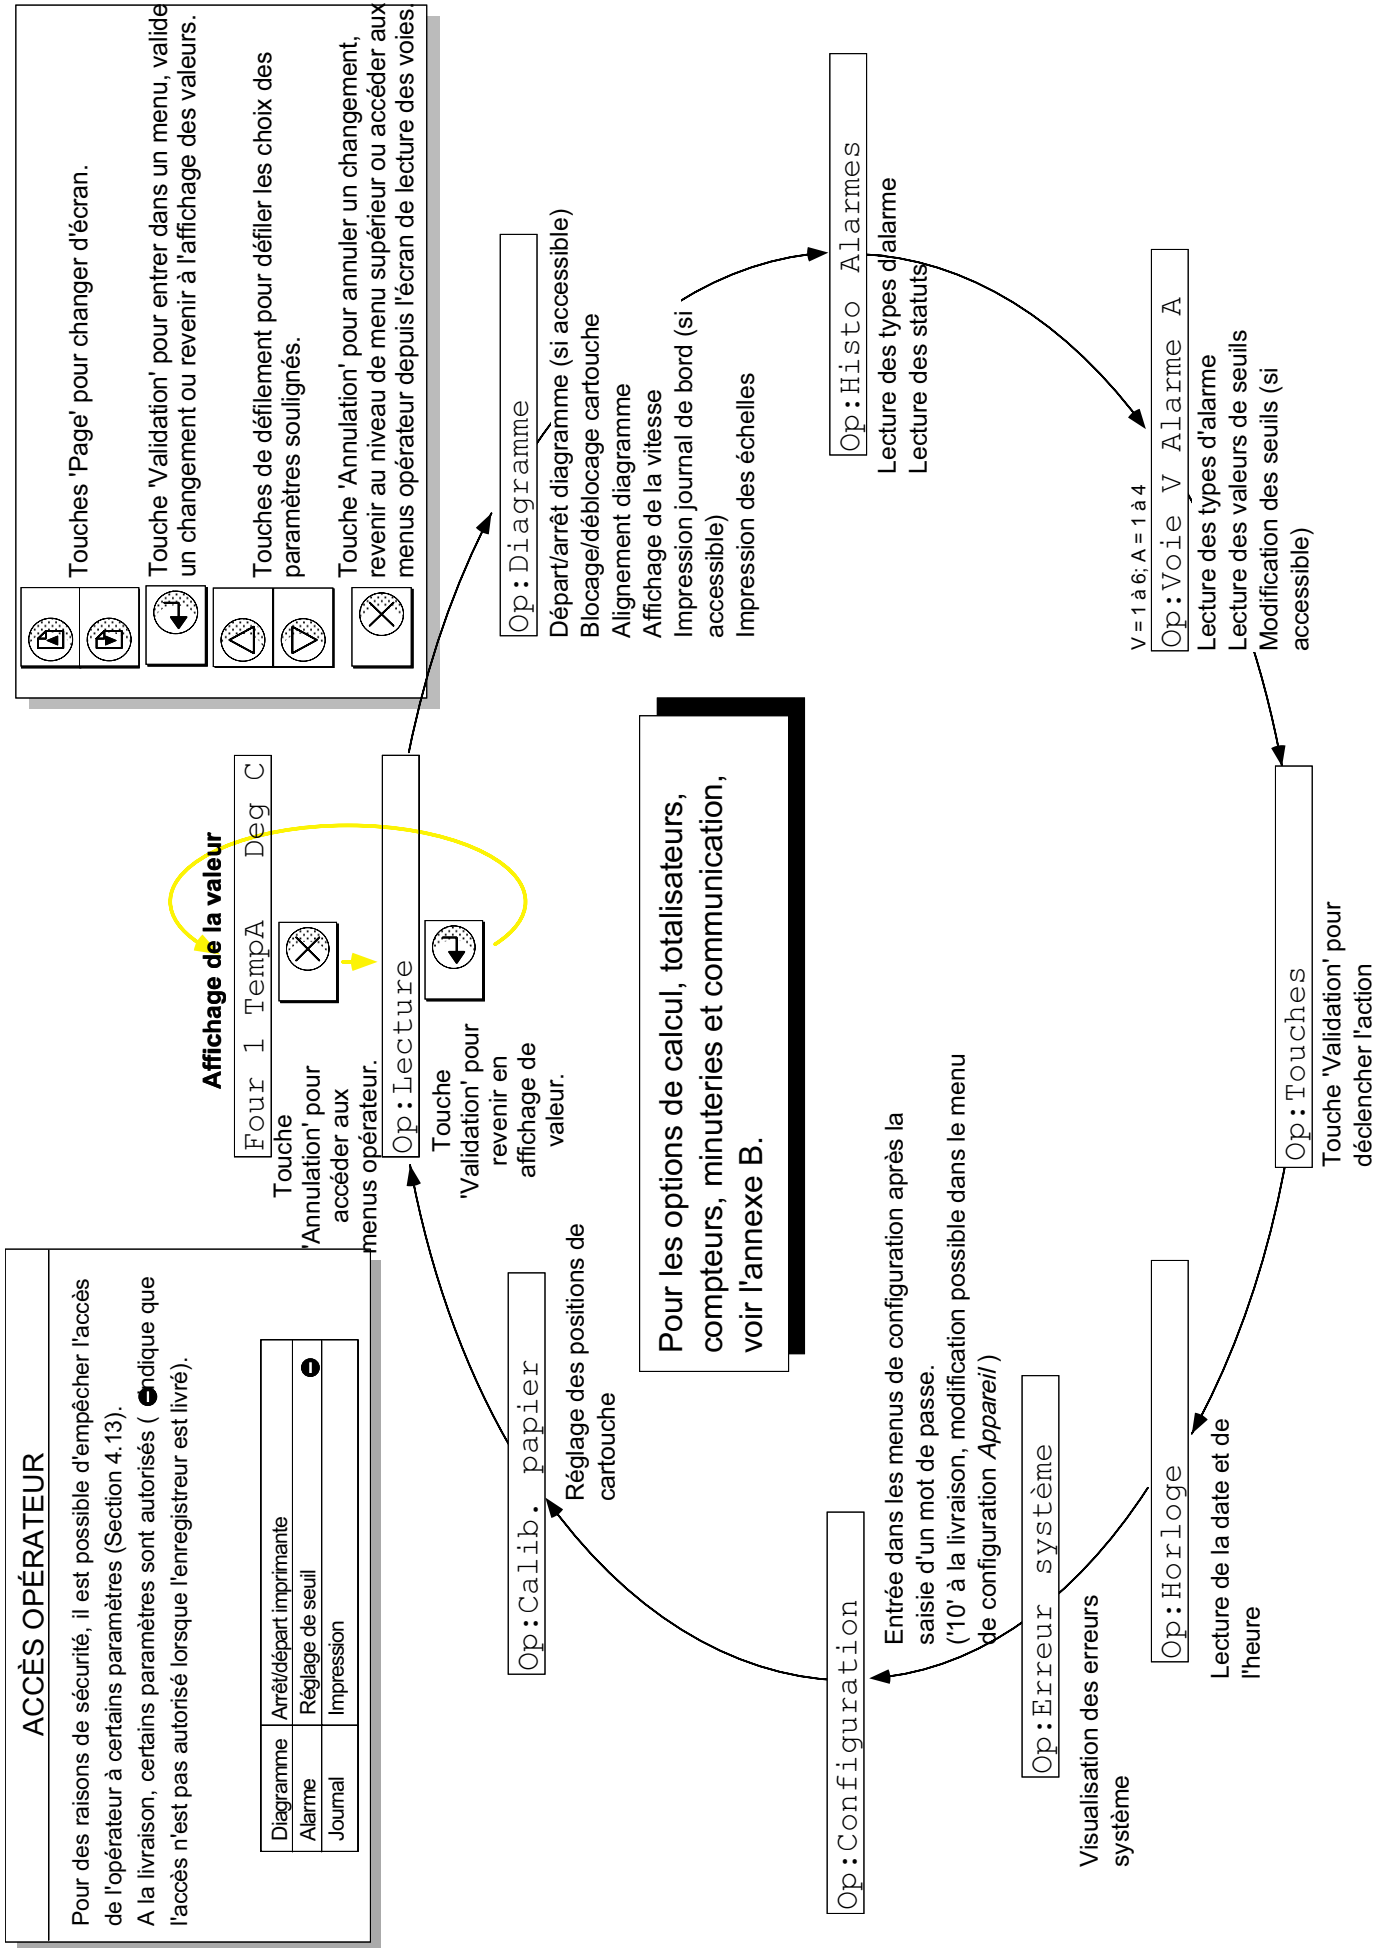 ACCÈS OPÉRATEUR
Pour des raisons de sécurité, il est possible d'empêcher l'accès
de l'opérateur à certains paramètres (Section 4.13).
A la livraison, certains paramètres sont autorisés ( indique que
l'accès n'est pas autorisé lorsque l'enregistreur est livré).
Diagramme Arrêt/départ imprimante
Alarme Réglage de seuil
Journal Impression
Affichage de la valeur
Four 1 TempA Deg C
Touche
'Annulation' pour
accéder aux
menus opérateur.
Op:Lecture
Touche
'Validation' pour
revenir en
affichage de
valeur.
Touches 'Page' pour changer d'écran.
Touche 'Validation' pour entrer dans un menu, valide
un changement ou revenir à l'affichage des valeurs.
Touches de défilement pour défiler les choix des
paramètres soulignés.
Touche 'Annulation' pour annuler un changement,
revenir au niveau de menu supérieur ou accéder aux
menus opérateur depuis l'écran de lecture des voies.
Op:Diagramme
Départ/arrêt diagramme (si accessible)
Blocage/déblocage cartouche
Alignement diagramme
Affichage de la vitesse
Impression journal de bord (si
accessible)
Impression des échelles
Op:Histo Alarmes
Lecture des types d'alarme
Lecture des statuts
V = 1 à 6; A = 1 à 4
Op:Voie V Alarme A
Lecture des types d'alarme
Lecture des valeurs de seuils
Modification des seuils (si
accessible)
Op:Touches
Touche 'Validation' pour
déclencher l'action
Op:Horloge
Lecture de la date et de
l'heure
Op:Erreur système
Visualisation des erreurs
système
Op:Configuration
Entrée dans les menus de configuration après la
saisie d'un mot de passe.
('10' à la livraison, modification possible dans le menu
de configuration Appareil )
Op:Calib. papier
Réglage des positions de
cartouche
Pour les options de calcul, totalisateurs,
compteurs, minuteries et communication,
voir l'annexe B.